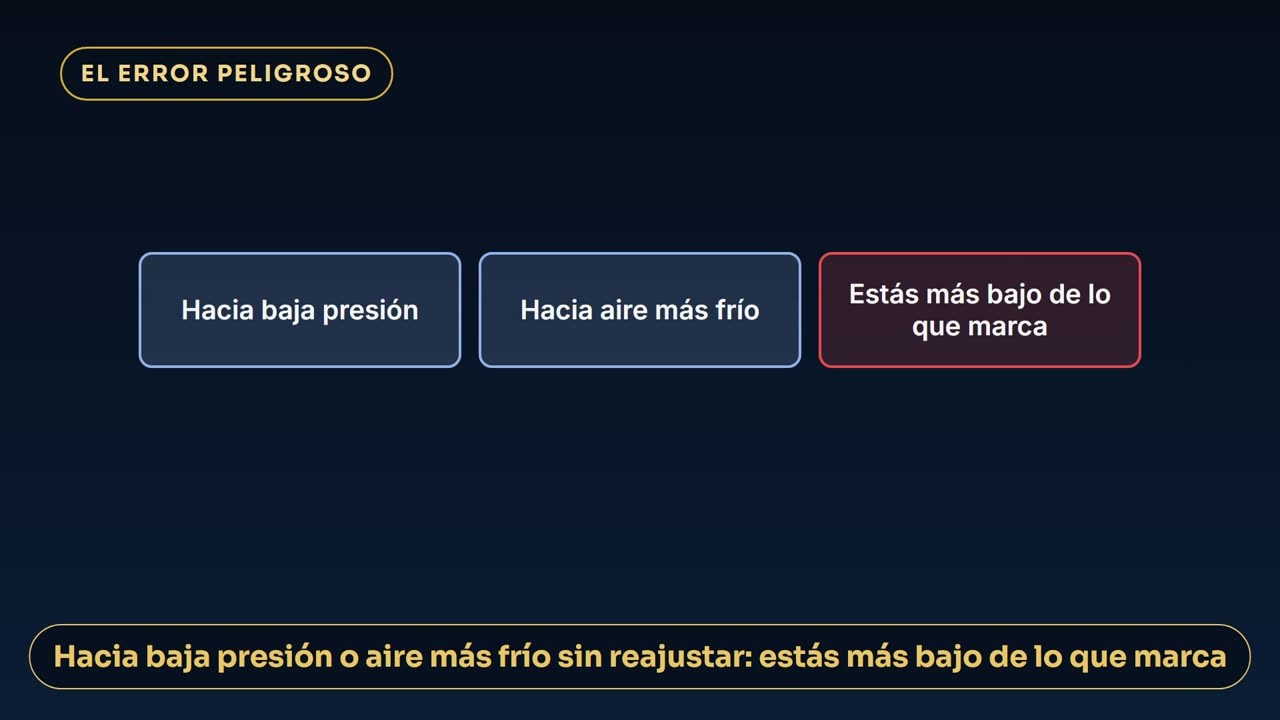 EL ERROR PELIGROSO
Hacia baja presión
Hacia aire más frío
Estás más bajo de lo
que marca
Hacia baja presión o aire más frío sin reajustar: estás más bajo de lo que marca